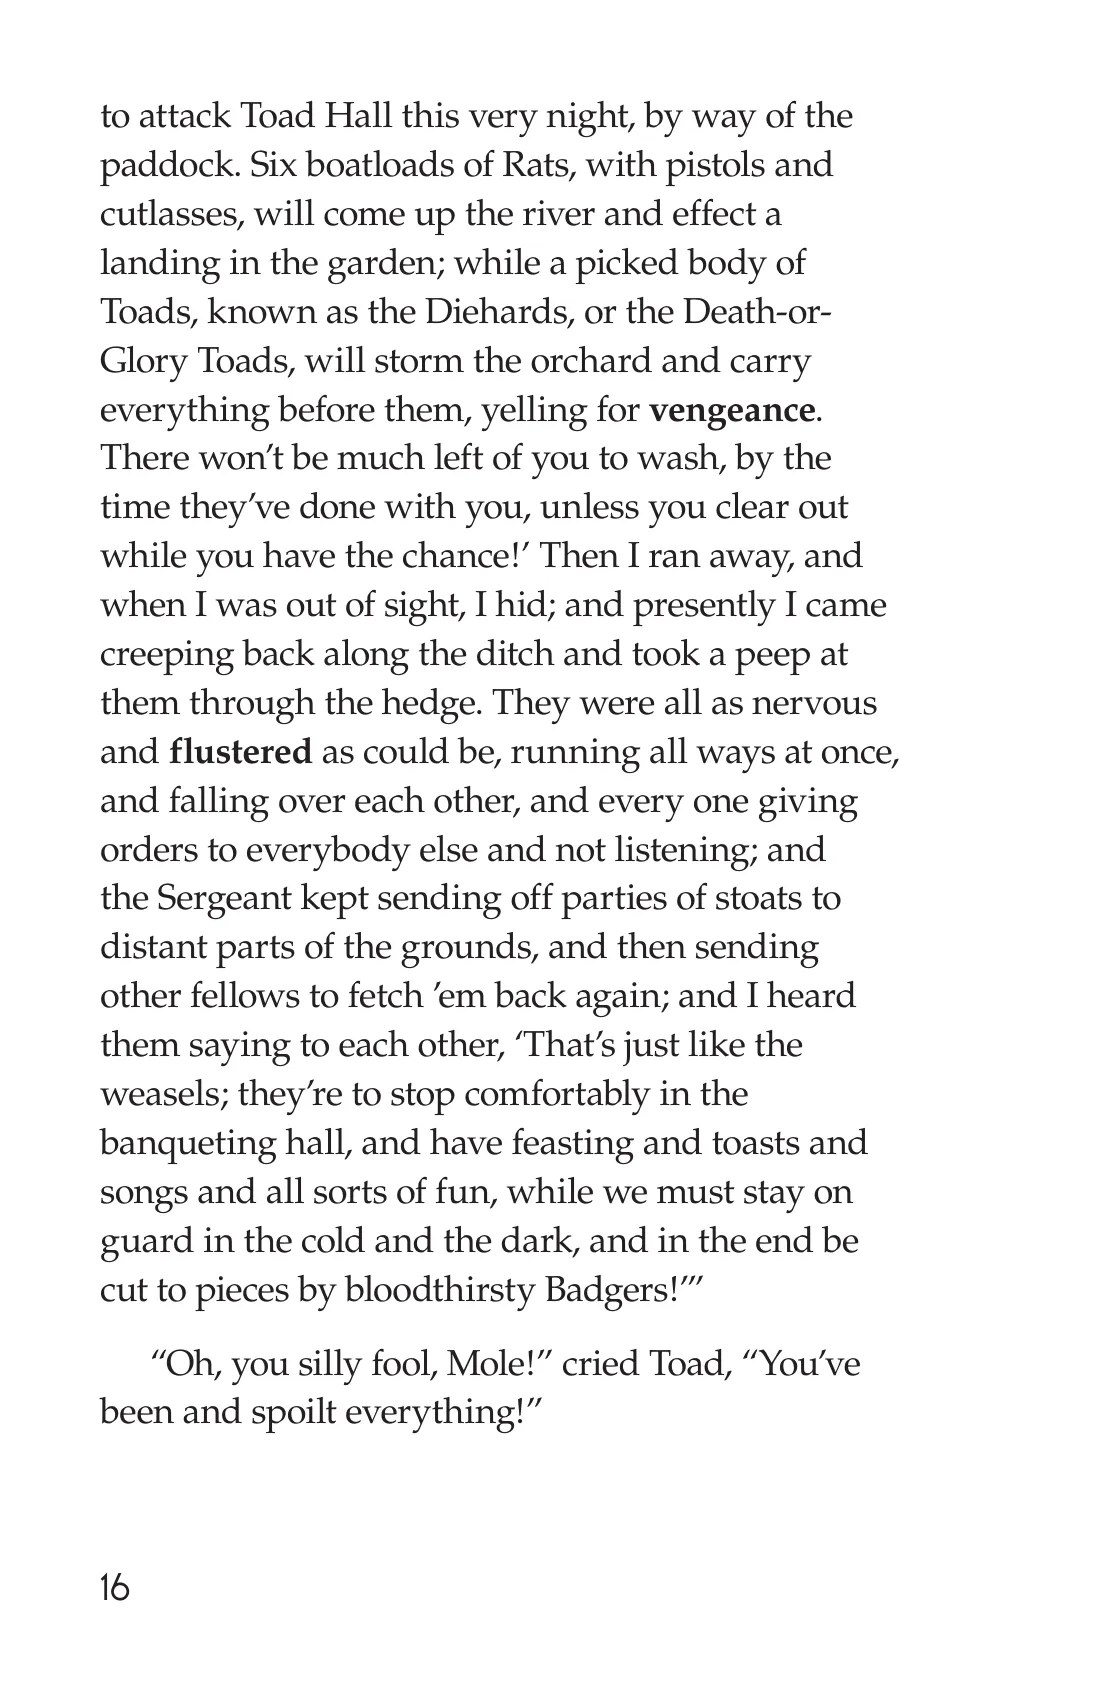 to attack Toad Hall this very night, by way of the
paddock. Six boatloads of Rats, with pistols and
cutlasses, will come up the river and effect a
landing in the garden; while a picked body of
Toads, known as the Diehards, or the Death-or-
Glory Toads, will storm the orchard and carry
everything before them, yelling for vengeance.
There won’t be much left of you to wash, by the
time they’ve done with you, unless you clear out
while you have the chance!’ Then I ran away, and
when I was out of sight, I hid; and presently I came
creeping back along the ditch and took a peep at
them through the hedge. They were all as nervous
and flustered as could be, running all ways at once,
and falling over each other, and every one giving
orders to everybody else and not listening; and
the Sergeant kept sending off parties of stoats to
distant parts of the grounds, and then sending
other fellows to fetch ’em back again; and I heard
them saying to each other, ‘That’s just like the
weasels; they’re to stop comfortably in the
banqueting hall, and have feasting and toasts and
songs and all sorts of fun, while we must stay on
guard in the cold and the dark, and in the end be
cut to pieces by bloodthirsty Badgers!’”
“Oh, you silly fool, Mole!” cried Toad, “You’ve
been and spoilt everything!”
16